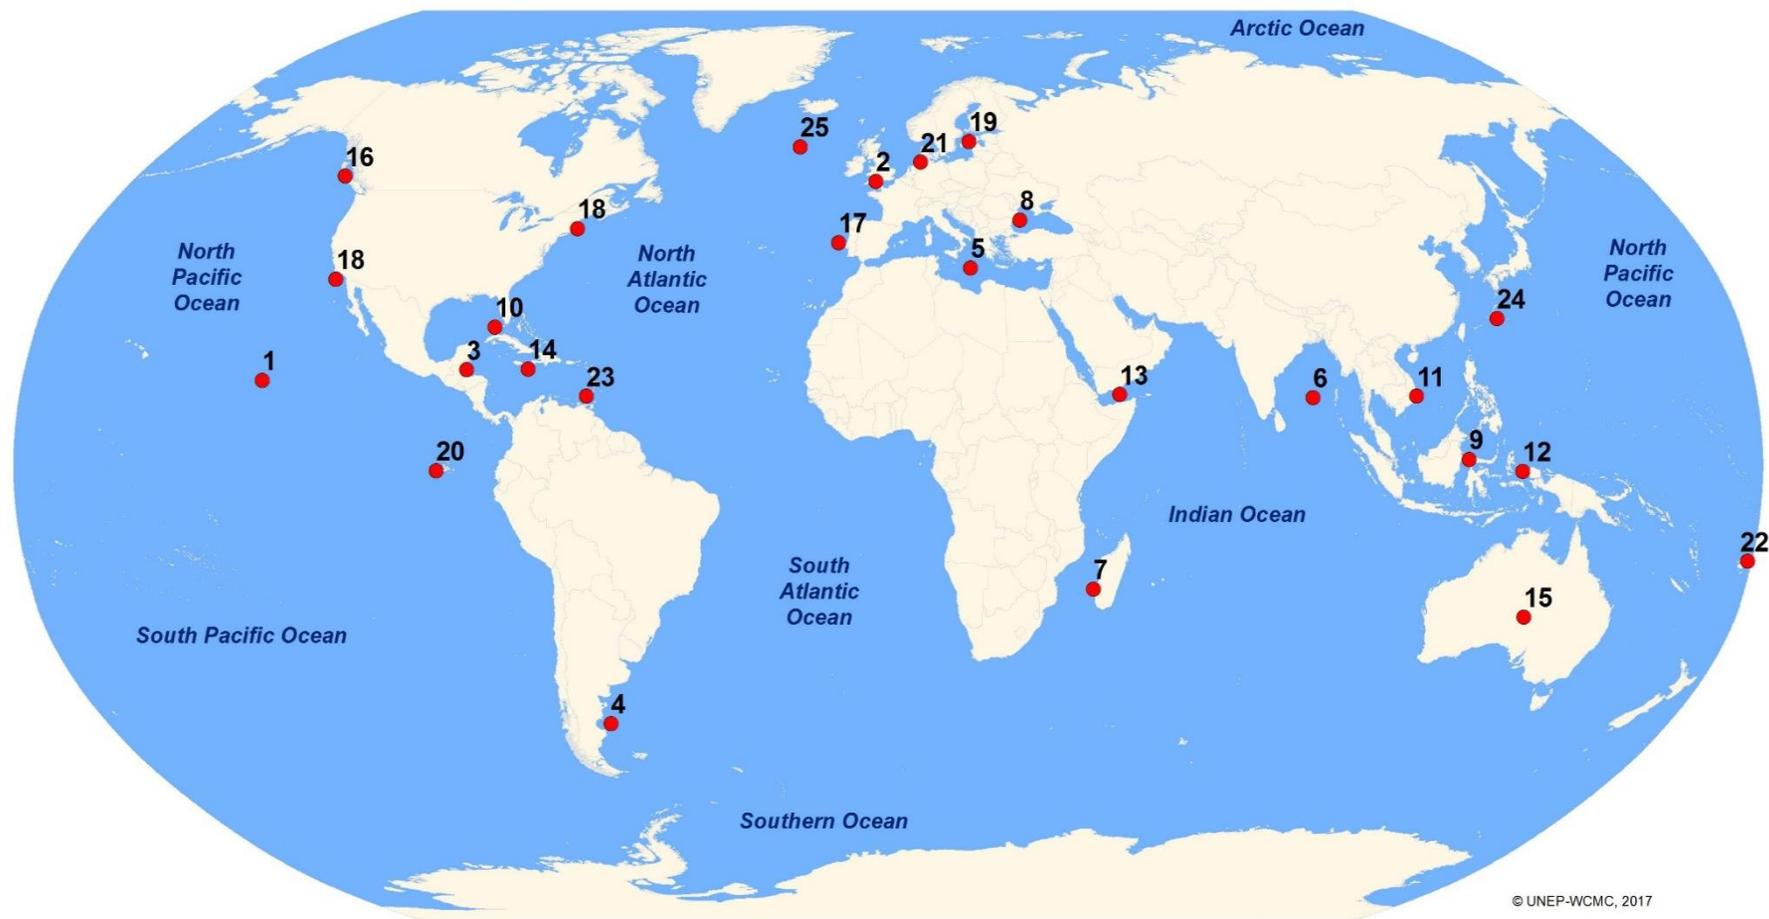 Arctic Ocean
25
19
21
16
2
18
8
17
5
North
Pacific
Ocean
North
Atlantic
Ocean
North
Pacific
Ocean
18
24
10
3
14
1
23
13
6
11
20
9
12
Indian Ocean
22
South
Atlantic
Ocean
7
15
South Pacific Ocean
4
Southern Ocean
© UNEP-WCMC, 2017